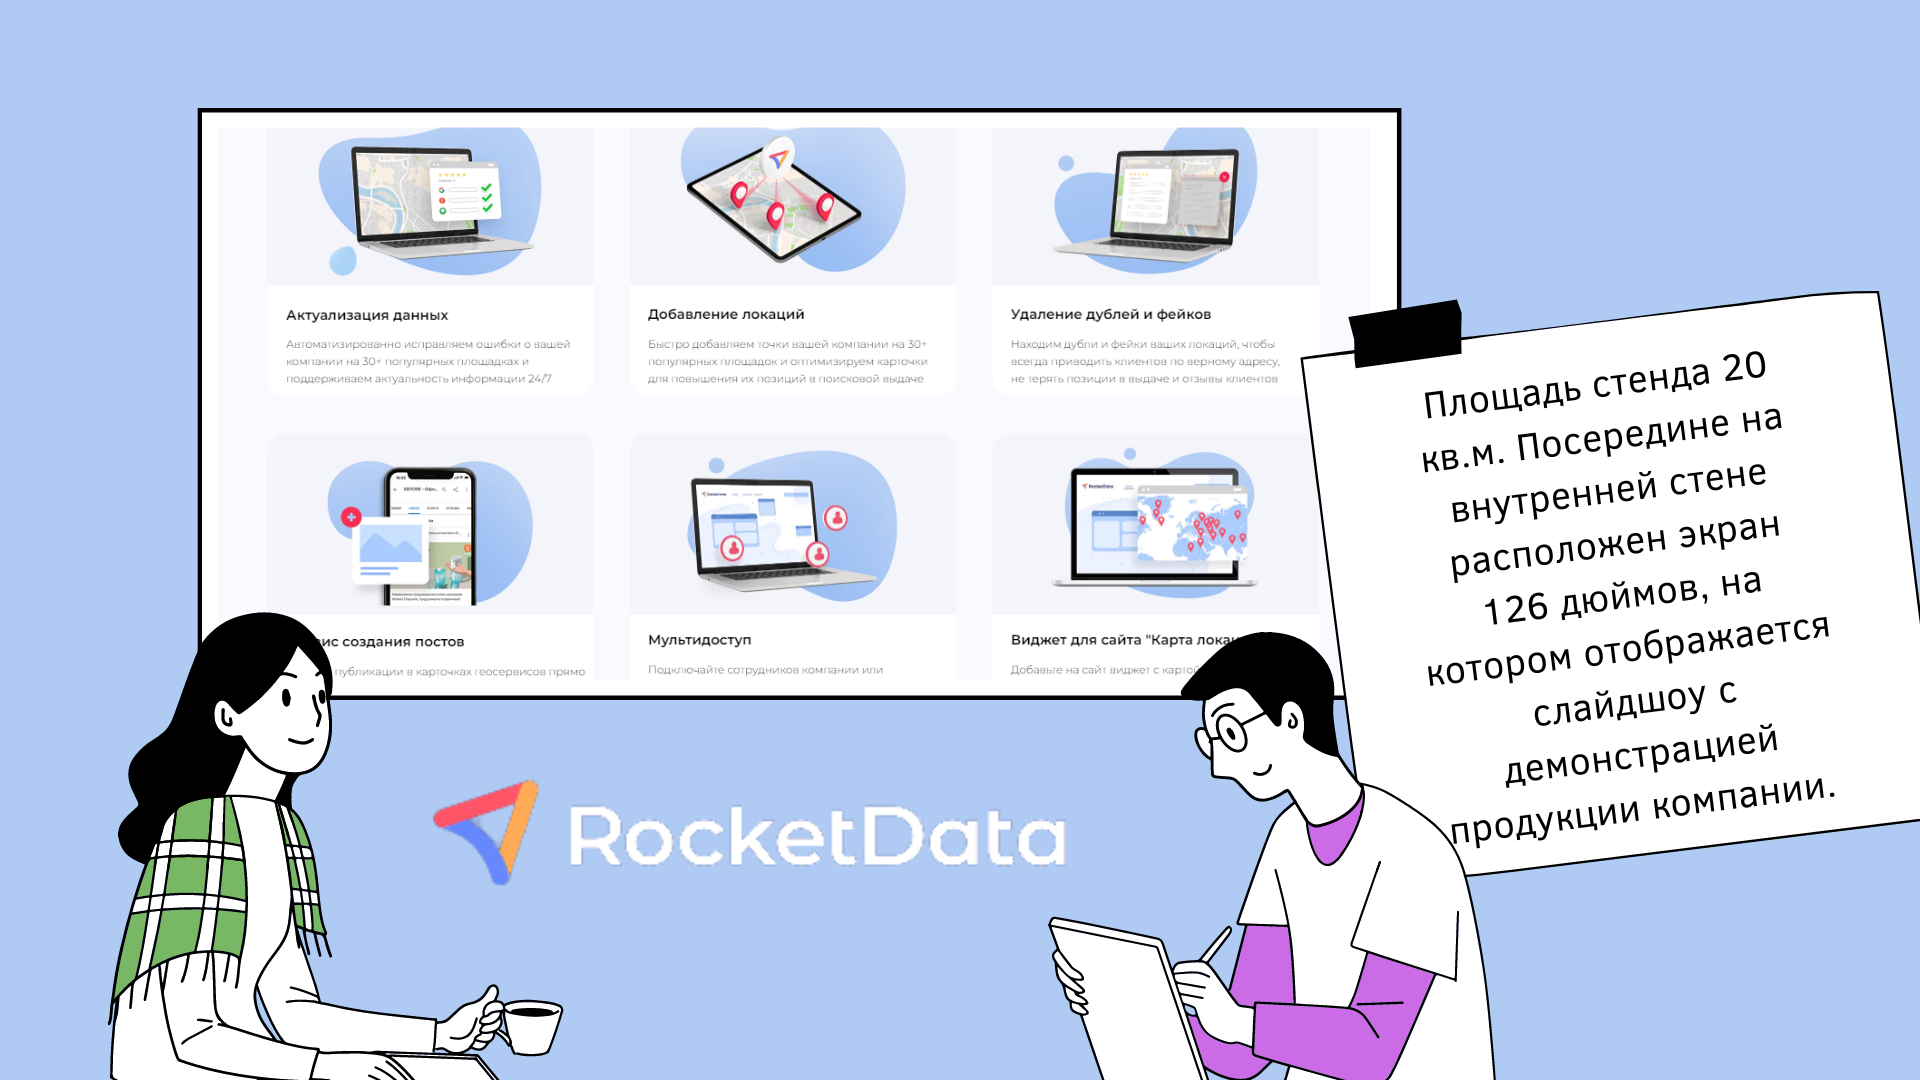 Актуализация данных
Автоматизированно исправляем ошибки о вашей
компании на 30+ популярных площадках и
поддерживаем актуальность информации 24/7
Добавление локаций
Быстро добавляем точки вашей компании на 30+
популярных площадок и оптимизируем карточки
для повышения их позиций в поисковой выдаче
Удаление дублей и фейков
Находим дубли и фейки ваших локаций, чтобы
всегда приводить клиентов по верному адресу,
не терять позиции в выдаче и отзывы клиентов
ис создания постов
публикации в карточках геосервисов прямо
Мультидоступ
Подключайте сотрудников компании или
Виджет для сайта "Карта лока
Добавьте на сайт виджет с картой
Площадь стенда 20
кв.м. Посередине на
внутренней стене
расположен экран
126 дюймов, на
котором отображается
слайдшоу с
демонстрацией
продукции компании.
RocketData